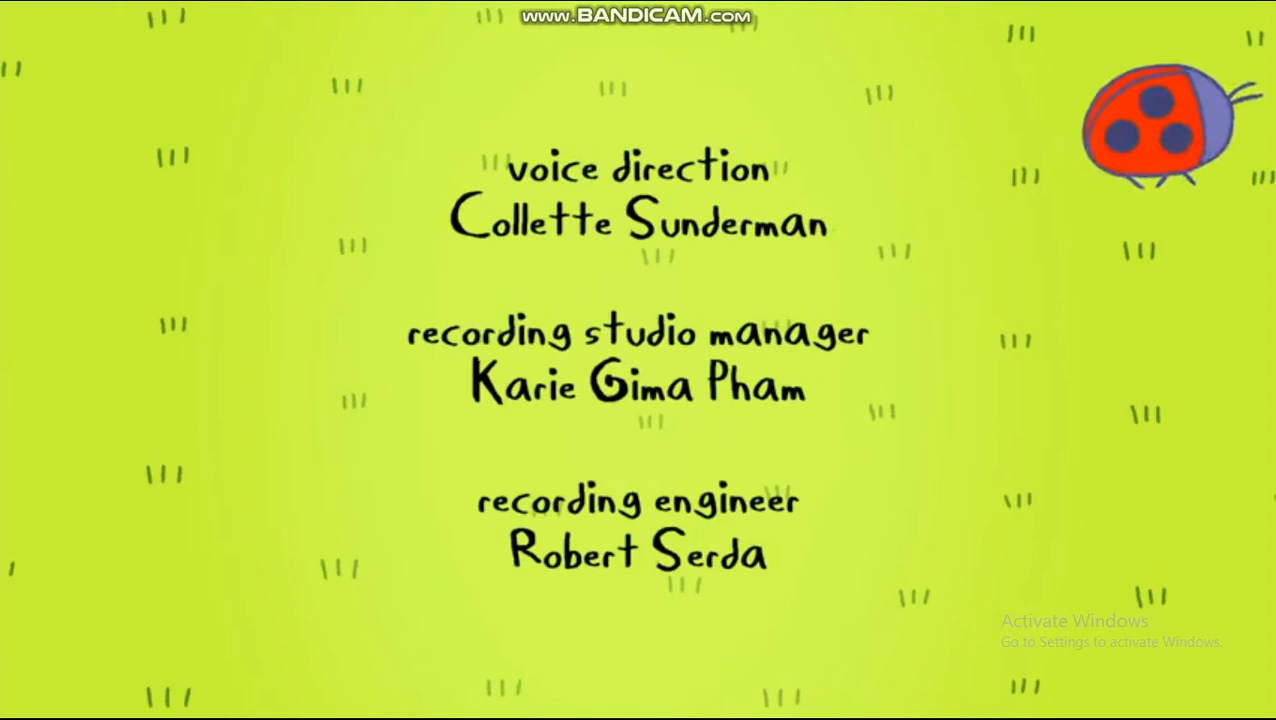 www.BANDICAM.com
voice direction
Collette Sunderman
recording studio manager
Karie Gima Pham
recording engineer
Robert Serda
Activate Windows
Go to Settings to activate Windows.